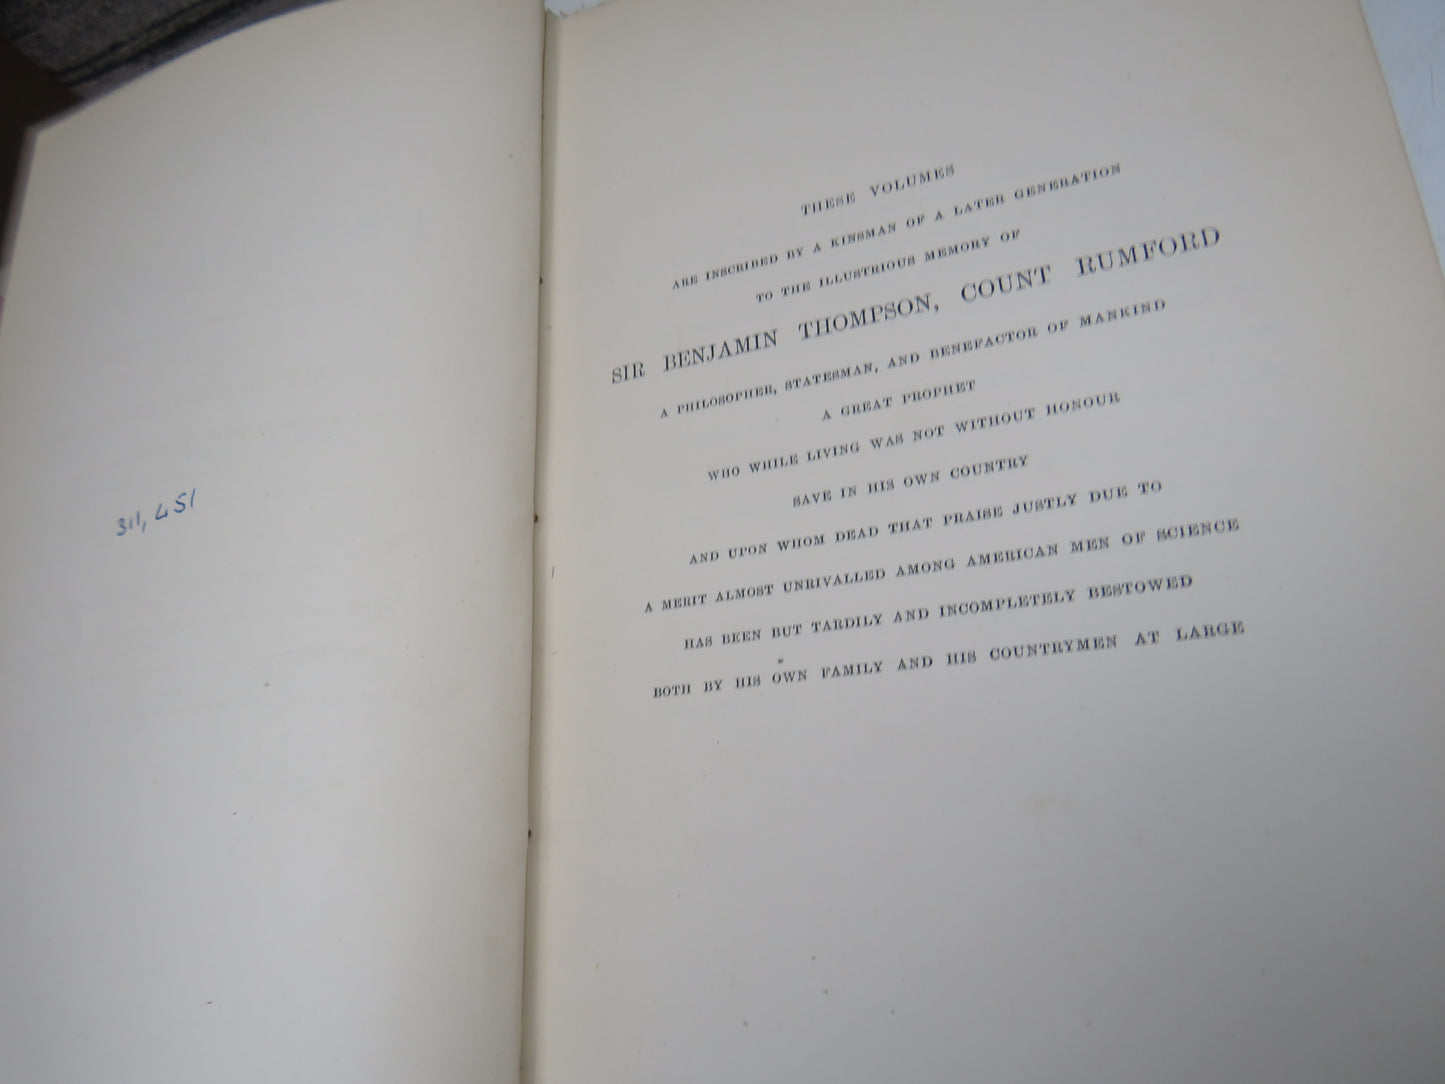 311, 451
THESE VOLUMES
ARE INSCRIBED BY A KINSMAN OF A LATER GENERATION
TO THE ILLUSTRIOUS MEMORY OF
SIR BENJAMIN THOMPSON, COUNT RUMFORD
A PHILOSOPHER, STATESMAN, AND BENEFACTOR OF MANKIND
A GREAT PROPHET
WHO WHILE LIVING WAS NOT WITHOUT HONOUR
SAVE IN HIS OWN COUNTRY
AND UPON WHOM DEAD THAT PRAISE JUSTLY DUE TO
A MERIT ALMOST UNRIVALLED AMONG AMERICAN MEN OF SCIENCE
HAS BEEN BUT TARDILY AND INCOMPLETELY BESTOWED
BOTH BY HIS OWN FAMILY AND HIS COUNTRYMEN AT LARGE